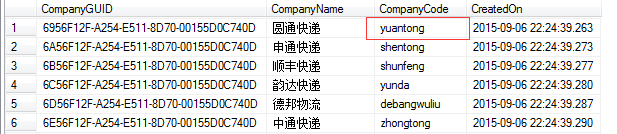 CompanyGUID CompanyName CompanyCode CreatedOn
1 6956F12F-A254-E511-8D70-00155D0C740D 圆通快递 yuantong 2015-09-06 22:24:39.263
2 6A56F12F-A254-E511-8D70-00155D0C740D 申通快递 shentong 2015-09-06 22:24:39.273
3 6B56F12F-A254-E511-8D70-00155D0C740D 顺丰快递 shunfeng 2015-09-06 22:24:39.277
4 6C56F12F-A254-E511-8D70-00155D0C740D 韵达快递 yunda 2015-09-06 22:24:39.280
5 6D56F12F-A254-E511-8D70-00155D0C740D 德邦物流 debangwuliu 2015-09-06 22:24:39.287
6 6E56F12F-A254-E511-8D70-00155D0C740D 中通快递 zhongtong 2015-09-06 22:24:39.290